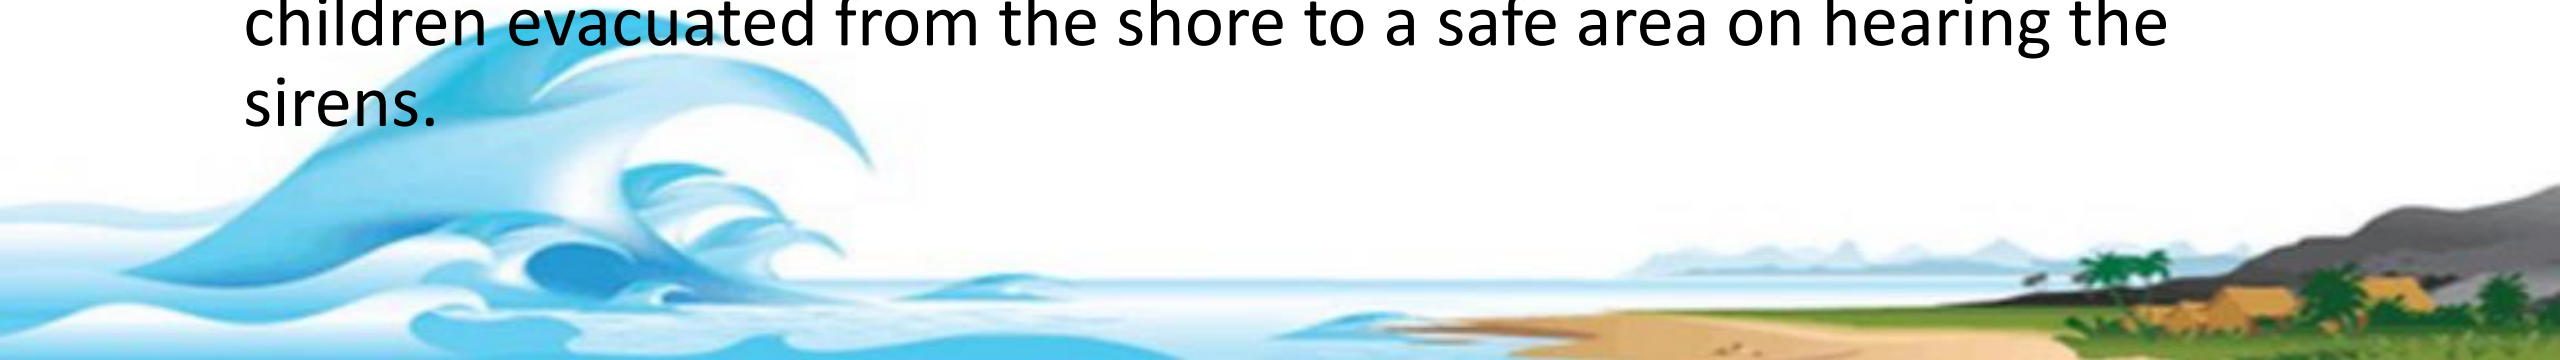 children evacuated from the shore to a safe area on hearing the
sirens.